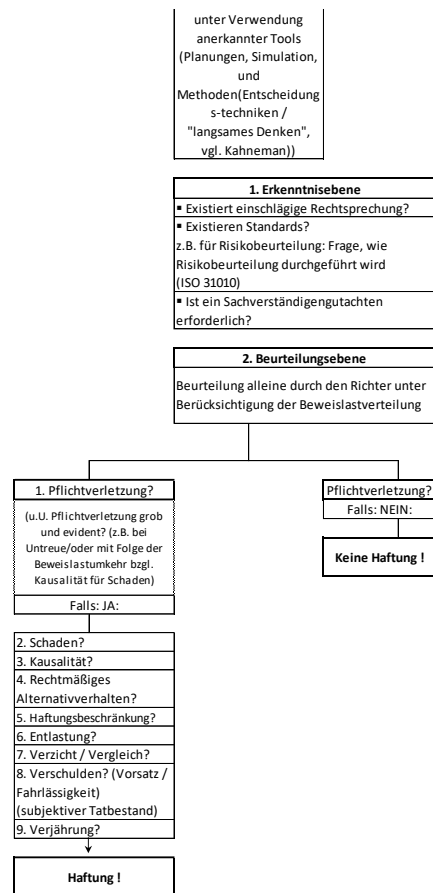 unter Verwendung
anerkannter Tools
(Planungen, Simulation,
und
Methoden(Entscheidung
s-techniken /
"langsames Denken",
vgl. Kahneman))
1. Erkenntnisebene
▪ Existiert einschlägige Rechtsprechung?
▪ Existieren Standards?
z.B. für Risikobeurteilung: Frage, wie
Risikobeurteilung durchgeführt wird
(ISO 31010)
▪ Ist ein Sachverständigengutachten
erforderlich?
2. Beurteilungsebene
Beurteilung alleine durch den Richter unter
Berücksichtigung der Beweislastverteilung
1. Pflichtverletzung?
(u.U. Pflichtverletzung grob
und evident? (z.B. bei
Untreue/oder mit Folge der
Beweislastumkehr bzgl.
Kausalität für Schaden)
Falls: JA:
Pflichtverletzung?
Falls: NEIN:
Keine Haftung !
2. Schaden?
3. Kausalität?
4. Rechtmäßiges
Alternativverhalten?
5. Haftungsbeschränkung?
6. Entlastung?
7. Verzicht / Vergleich?
8. Verschulden? (Vorsatz /
Fahrlässigkeit)
(subjektiver Tatbestand)
9. Verjährung?
Haftung !